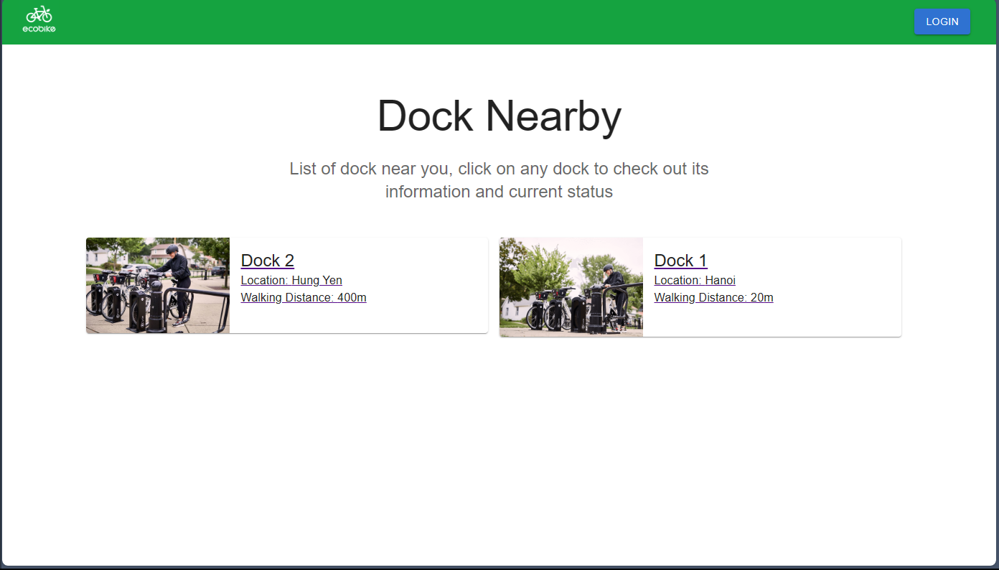 ecobike
LOGIN
Dock Nearby
List of dock near you, click on any dock to check out its
information and current status
Dock 2
Location: Hung Yen
Walking Distance: 400m
Dock 1
Location: Hanoi
Walking Distance: 20m